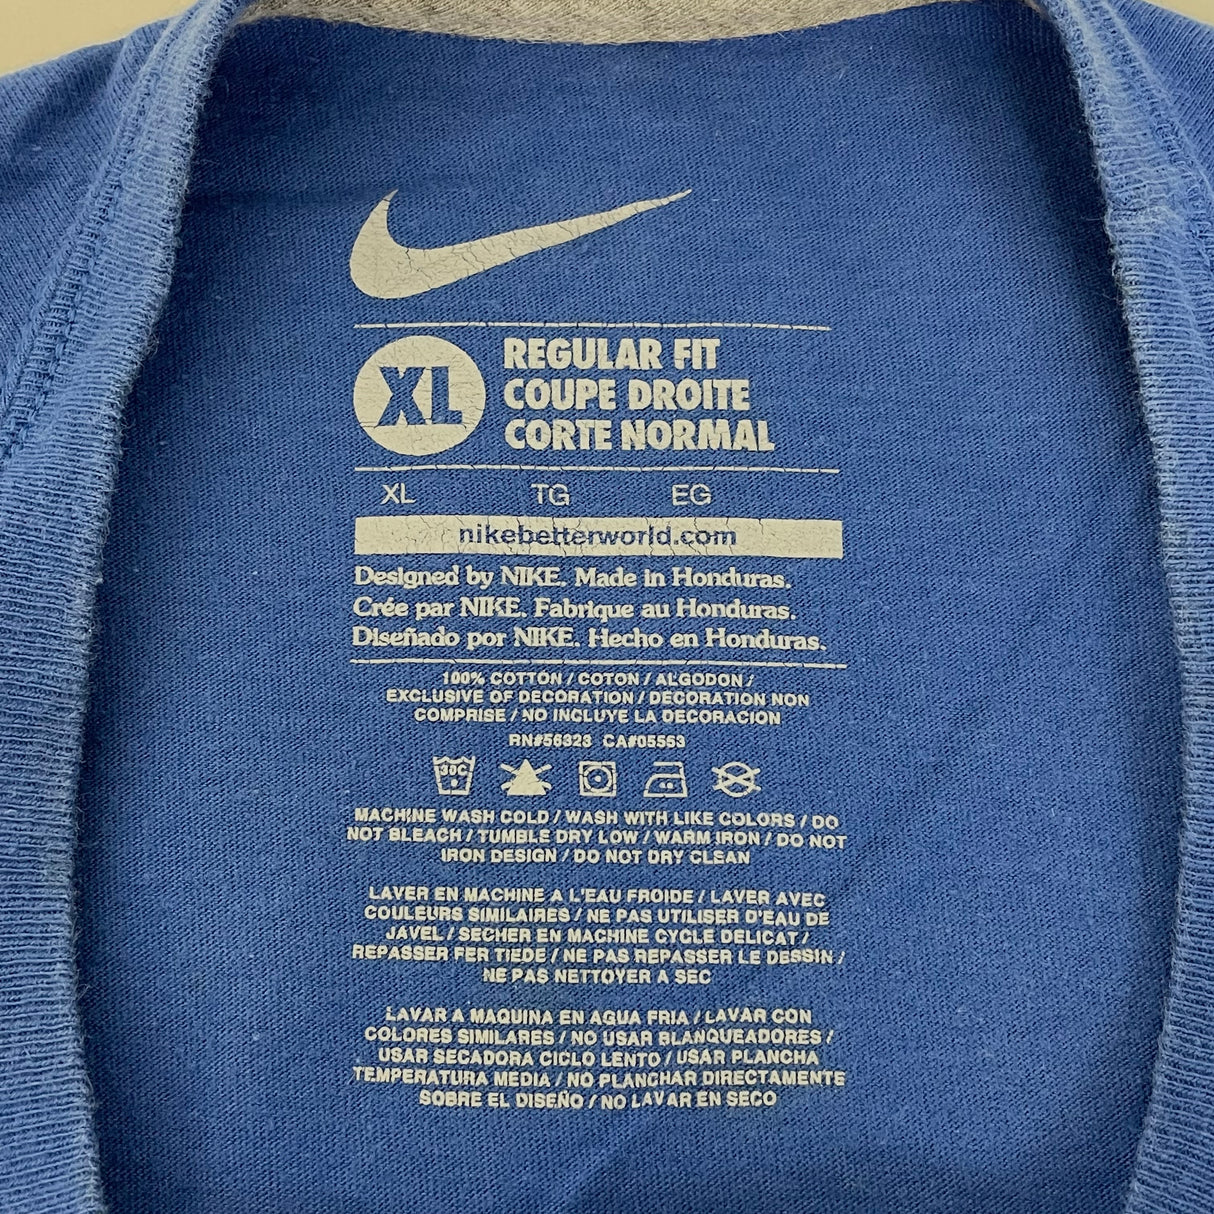 XL
REGULAR FIT
COUPE DROITE
CORTE NORMAL
XL TG EG
nikebetterworld.com
Designed by NIKE. Made in Honduras.
Crée par NIKE. Fabrique au Honduras.
Diseñado por NIKE. Hecho en Honduras.
100% COTTON / COTON / ALGODON /
EXCLUSIVE OF DECORATION / DECORATION NON
COMPRISE / NO INCLUYE LA DECORACION
RN#56323 CA#05553
30C
MACHINE WASH COLD / WASH WITH LIKE COLORS / DO
NOT BLEACH / TUMBLE DRY LOW / WARM IRON / DO NOT
IRON DESIGN / DO NOT DRY CLEAN
LAVER EN MACHINE A L'EAU FROIDE / LAVER AVEC
COULEURS SIMILAIRES / NE PAS UTILISER D'EAU DE
JAVEL / SECHER EN MACHINE CYCLE DELICAT /
REPASSER FER TIEDE / NE PAS REPASSER LE DESSIN /
NE PAS NETTOYER A SEC
LAVAR A MAQUINA EN AGUA FRIA / LAVAR CON
COLORES SIMILARES / NO USAR BLANQUEADORES /
USAR SECADORA CICLO LENTO / USAR PLANCHA
TEMPERATURA MEDIA / NO PLANCHAR DIRECTAMENTE
SOBRE EL DISEÑO / NO LAVAR EN SECO